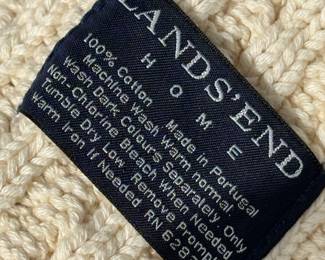 LANDS' END
HOME
100% Cotton Made in Portugal
Machine Wash Warm normal
Wash Dark Colours Separately Only
Non-Chlorine Bleach When Needed
Tumble Dry Low Remove Prompt
Warm Iron If Needed
RN 628